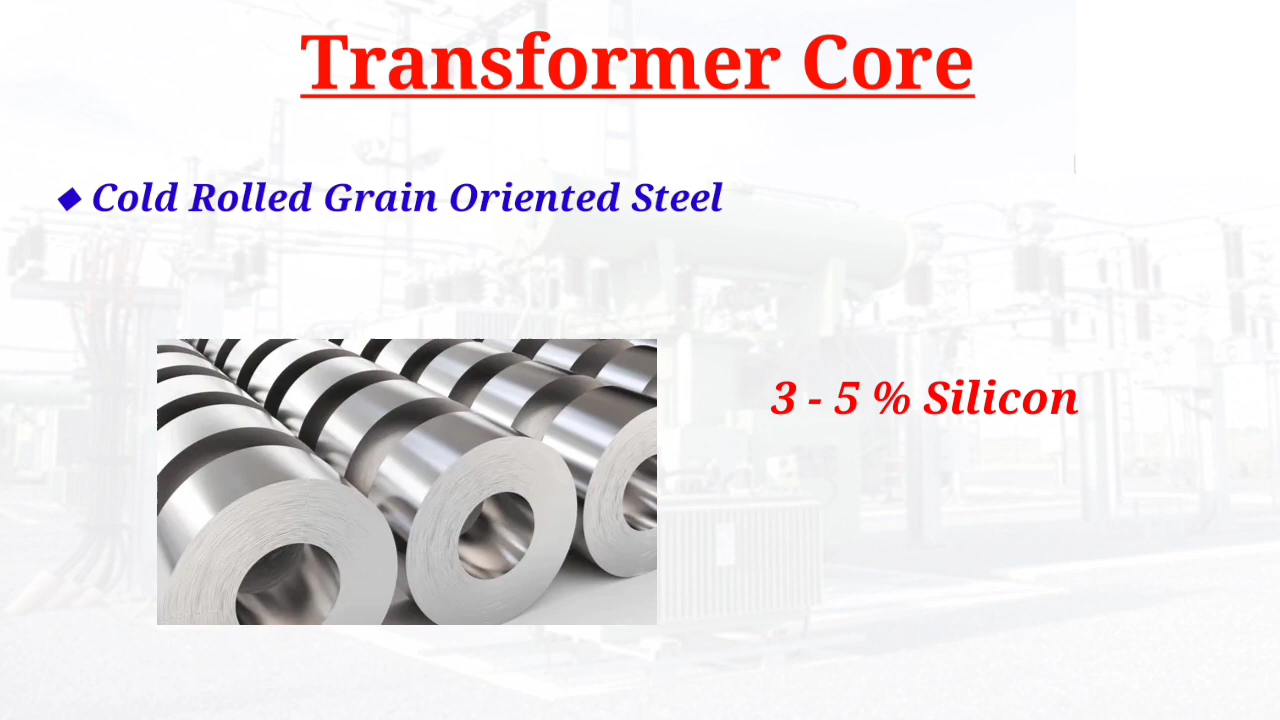 Transformer Core
◆ Cold Rolled Grain Oriented Steel
3 - 5 % Silicon